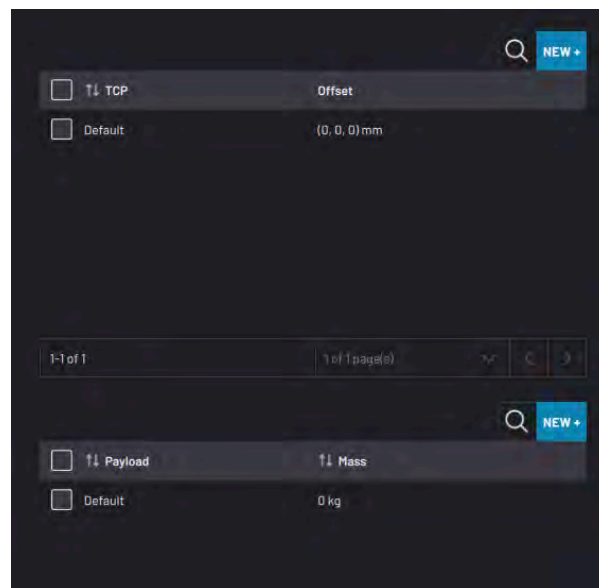 NEW +
↑↓ TCP Offset
Default (0, 0, 0) mm
1-1 of 1 1 of 1 page(s)
NEW +
↑↓ Payload ↑↓ Mass
Default 0 kg